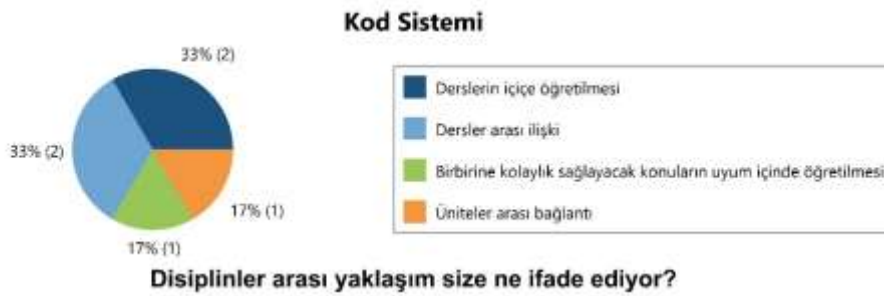 Kod Sistemi
33% (2)
33% (2)
17% (1)
17% (1)
Derslerin içiçe öğretilmesi
Dersler arası ilişki
Birbirine kolaylık sağlayacak konuların uyum içinde öğretilmesi
Üniteler arası bağlantı
Disiplinler arası yaklaşım size ne ifade ediyor?